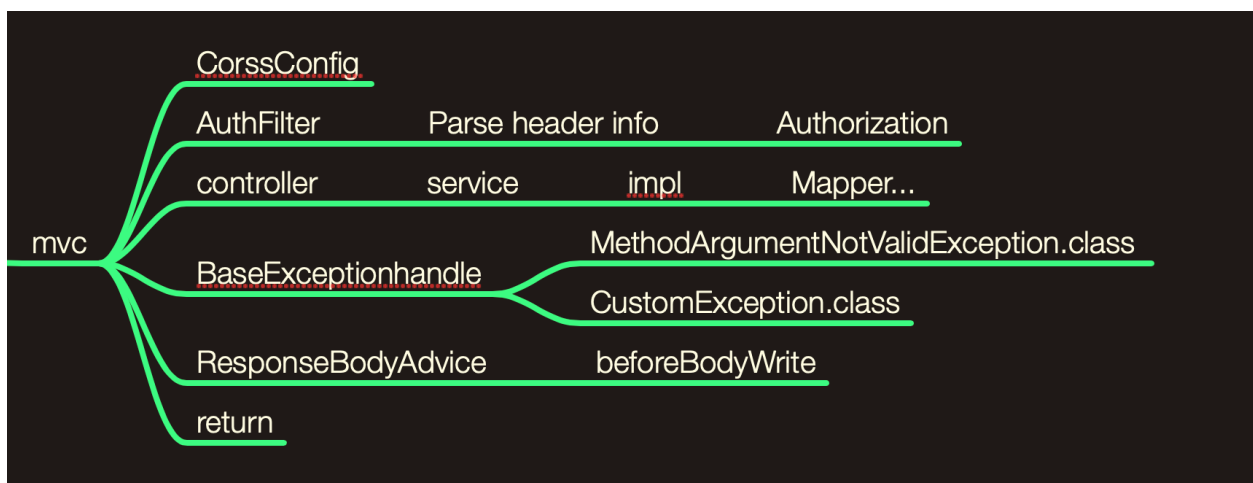 CorssConfig
AuthFilter Parse header info Authorization
controller service impl Mapper...
mvc
MethodArgumentNotValidException.class
BaseExceptionhandle
CustomException.class
ResponseBodyAdvice beforeBodyWrite
return